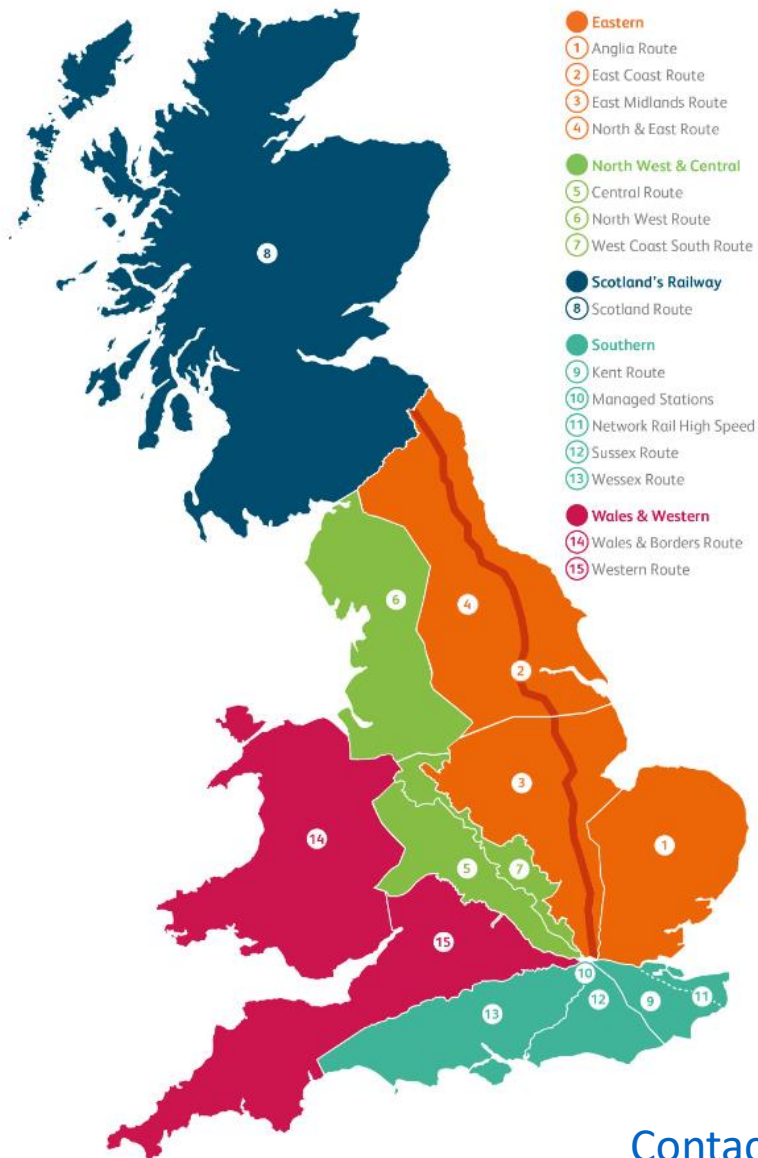 Eastern
1 Anglia Route
2 East Coast Route
3 East Midlands Route
4 North & East Route
North West & Central
5 Central Route
6 North West Route
7 West Coast South Route
Scotland's Railway
8 Scotland Route
Southern
9 Kent Route
10 Managed Stations
11 Network Rail High Speed
12 Sussex Route
13 Wessex Route
Wales & Western
14 Wales & Borders Route
15 Western Route
8
6
4
2
3
14
1
5
7
15
10
13
12
9
11
Contac